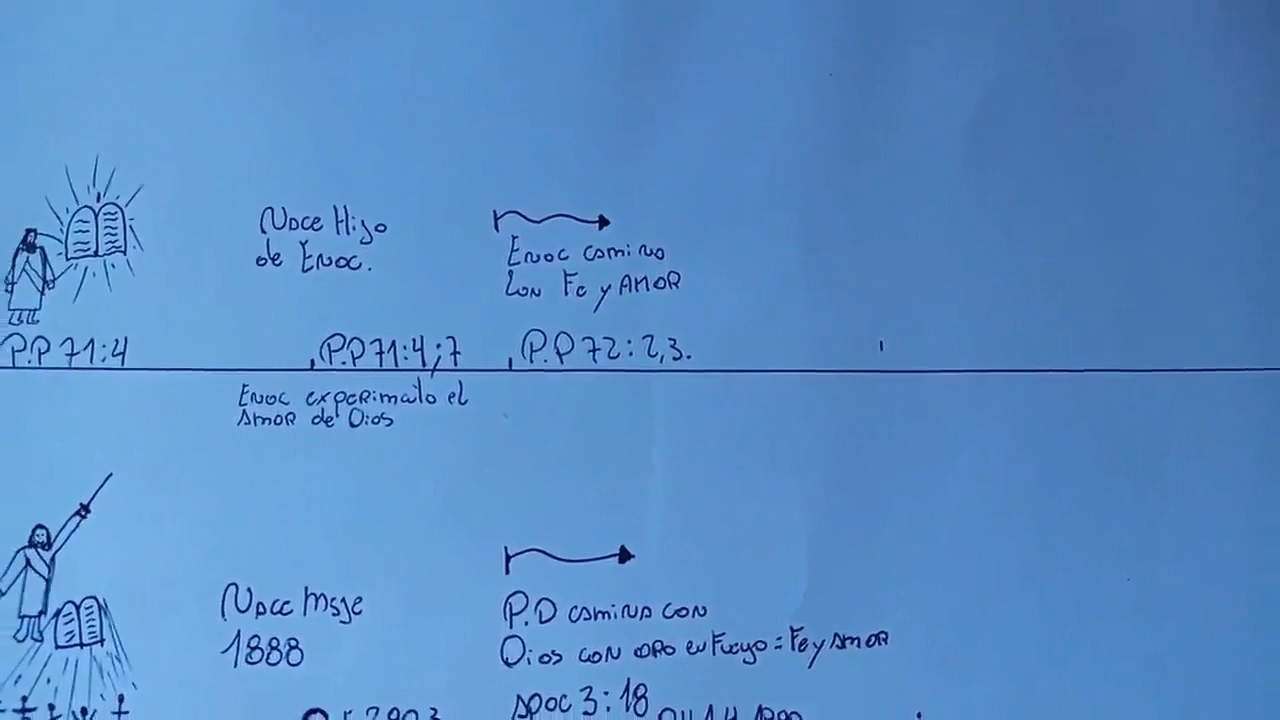 Nace Hijo
de Enoc.
Enoc camino
con Fe y AMOR
P.P 71:4
P.P 71:4;7
P.P 72:2,3.
Enoc experimento el
Amor de Dios
Nace Msje
1888
P.D camina con
Dios con oro en Fuego = Fe y Amor
Apoc 3:18